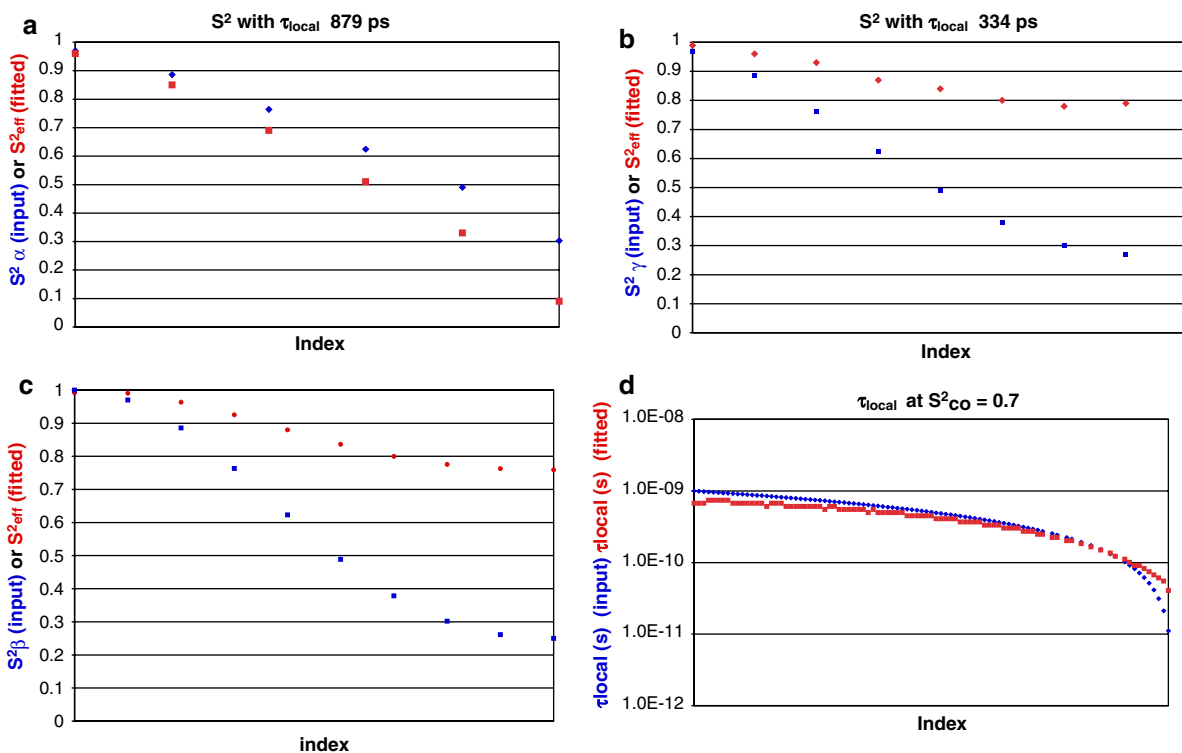 a
S² with τlocal 879 ps
S² α (input) or S²eff (fitted)
1
0.9
0.8
0.7
0.6
0.5
0.4
0.3
0.2
0.1
0
Index
b
S² with τlocal 334 ps
S² γ (input) or S²eff (fitted)
1
0.9
0.8
0.7
0.6
0.5
0.4
0.3
0.2
0.1
0
Index
c
S²β (input) or S²eff (fitted)
1
0.9
0.8
0.7
0.6
0.5
0.4
0.3
0.2
0.1
0
index
d
τlocal at S²CO = 0.7
τlocal (s) (input) τlocal (s) (fitted)
1.0E-08
1.0E-09
1.0E-10
1.0E-11
1.0E-12
Index